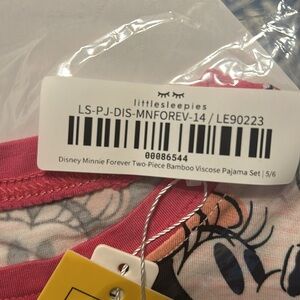 littlesleepies
LS-PJ-DIS-MNFOREV-14 / LE90223
00086544
Disney Minnie Forever Two-Piece Bamboo Viscose Pajama Set | 5/6